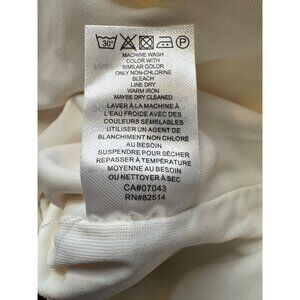 30°
P
MACHINE WASH
COLOR WITH
SIMILAR COLOR
ONLY NON-CHLORINE
BLEACH
LINE DRY
WARM IRON
MAYBE DRY CLEANED
LAVER À LA MACHINE À
L'EAU FROIDE AVEC DES
COULEURS SEMBLABLES
UTILISER UN AGENT DE
BLANCHIMENT NON CHLORÉ
AU BESOIN
SUSPENDRE POUR SÉCHER
REPASSER À TEMPÉRATURE
MOYENNE AU BESOIN
OU NETTOYER À SEC
CA#07043
RN#82514